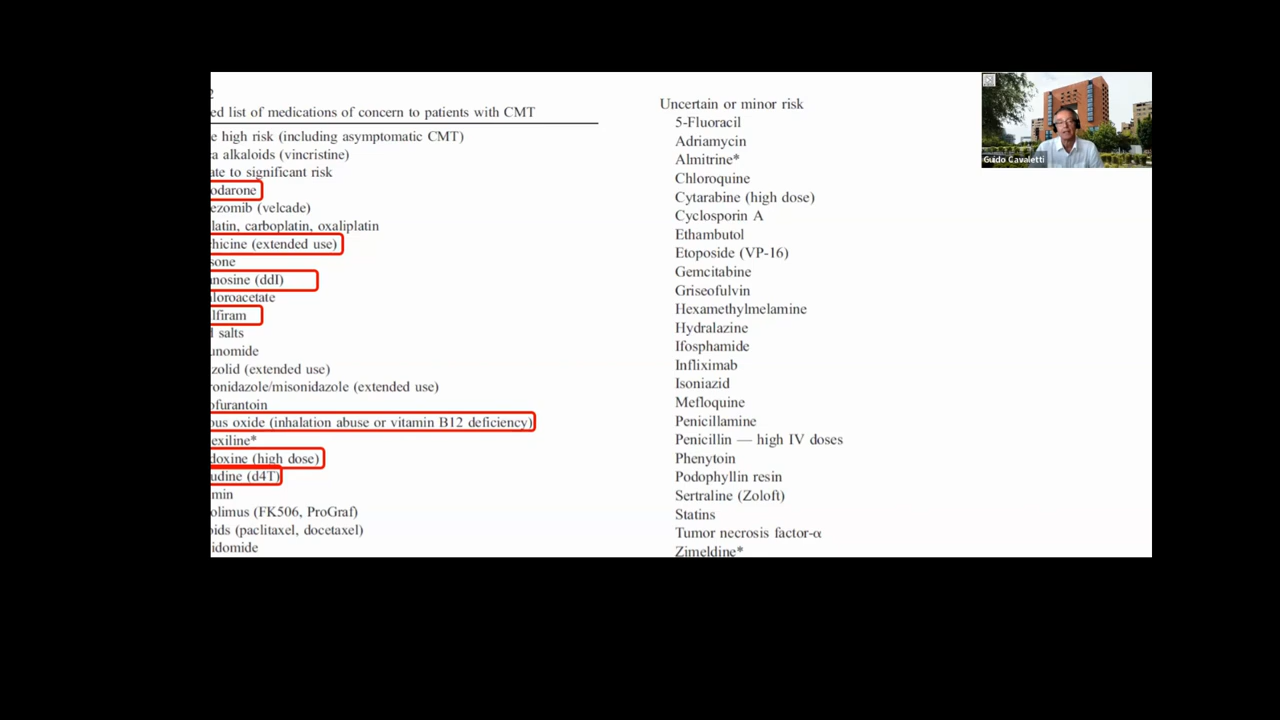 2
ed list of medications of concern to patients with CMT
e high risk (including asymptomatic CMT)
a alkaloids (vincristine)
ate to significant risk
odarone
ezomib (velcade)
latin, carboplatin, oxaliplatin
hicine (extended use)
sone
nosine (ddI)
hloroacetate
lfiram
l salts
unomide
zolid (extended use)
ronidazole/misonidazole (extended use)
ofurantoin
ous oxide (inhalation abuse or vitamin B12 deficiency)
exiline*
doxine (high dose)
udine (d4T)
min
olimus (FK506, ProGraf)
oids (paclitaxel, docetaxel)
idomide
Uncertain or minor risk
5-Fluoracil
Adriamycin
Almitrine*
Chloroquine
Cytarabine (high dose)
Cyclosporin A
Ethambutol
Etoposide (VP-16)
Gemcitabine
Griseofulvin
Hexamethylmelamine
Hydralazine
Ifosphamide
Infliximab
Isoniazid
Mefloquine
Penicillamine
Penicillin — high IV doses
Phenytoin
Podophyllin resin
Sertraline (Zoloft)
Statins
Tumor necrosis factor-α
Zimeldine*
Guido Cavaletti